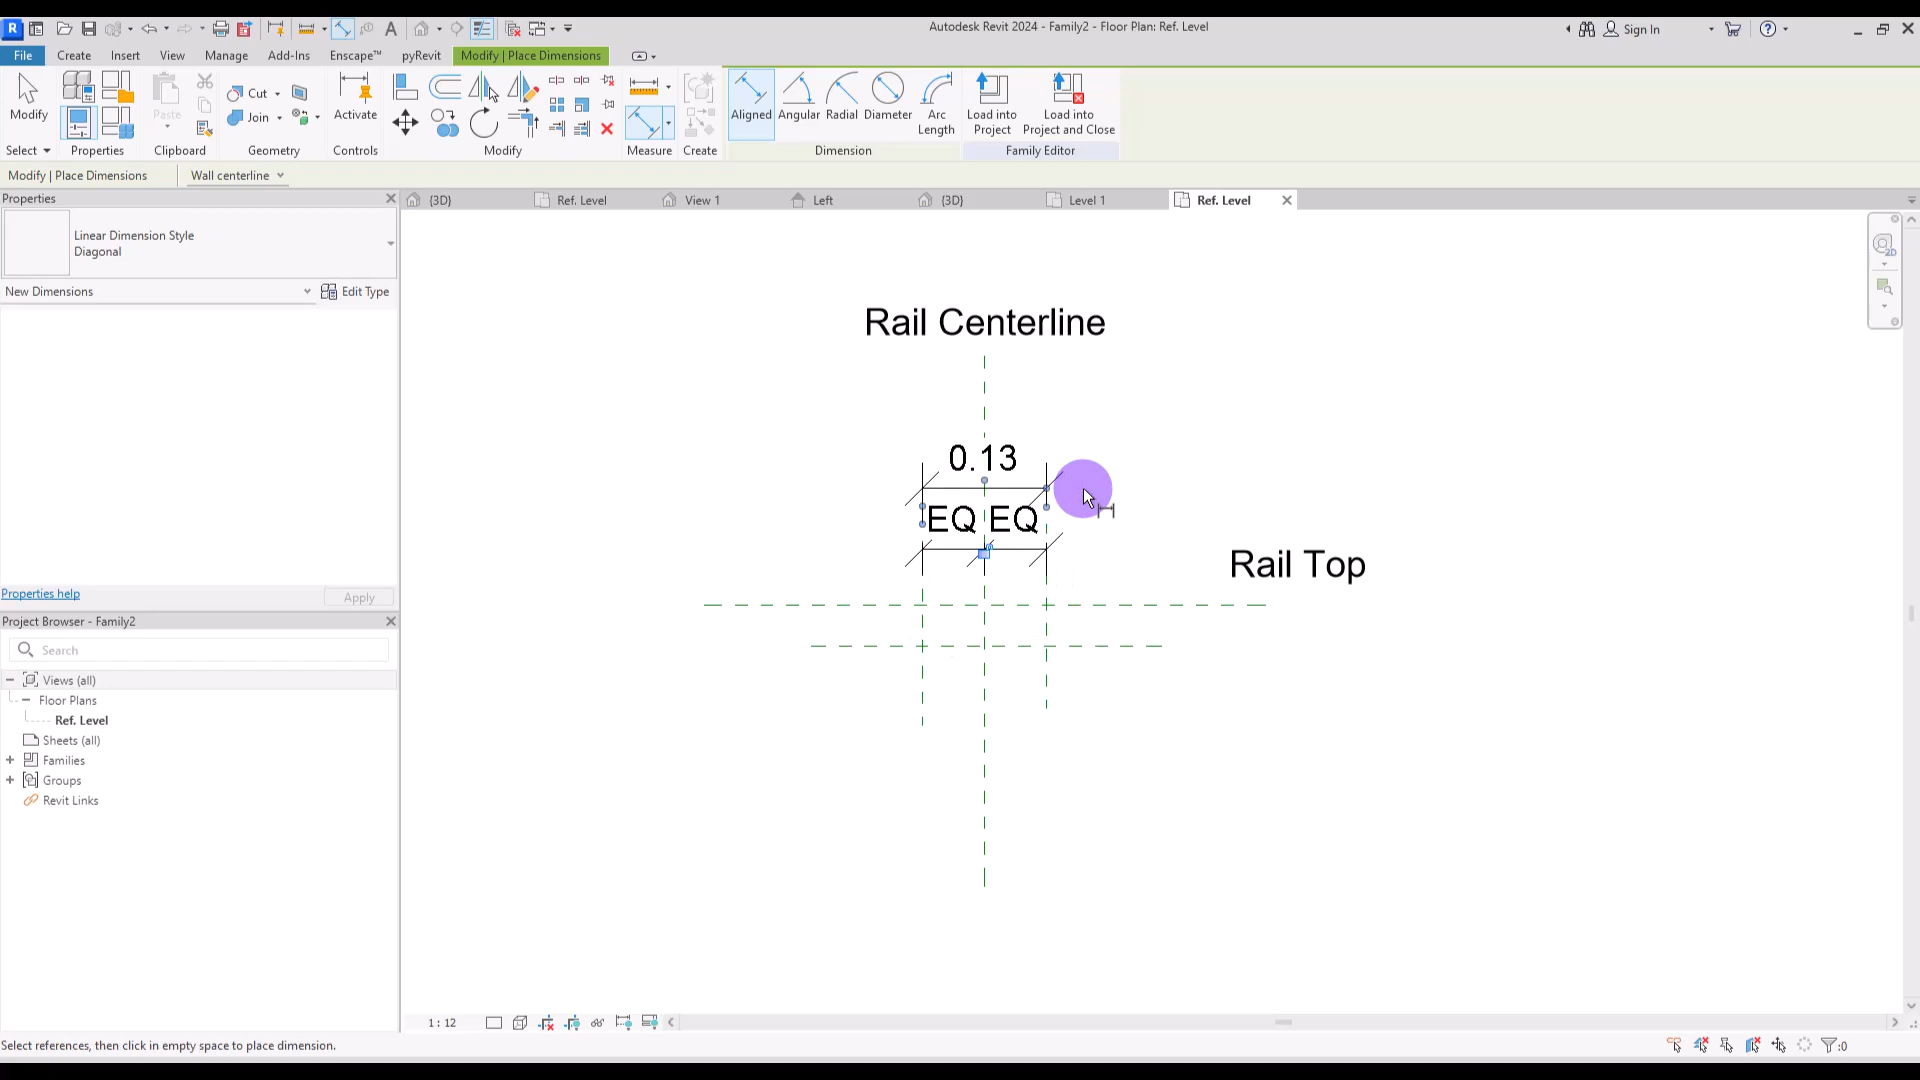 Autodesk Revit 2024 - Family2 - Floor Plan: Ref. Level
Sign In
File
Create
Insert
View
Manage
Add-Ins
Enscape™
pyRevit
Modify | Place Dimensions
Modify
Paste
Cut
Join
Activate
Aligned
Angular
Radial
Diameter
Arc
Length
Load into
Project
Load into
Project and Close
Select
Properties
Clipboard
Geometry
Controls
Modify
Measure
Create
Dimension
Family Editor
Modify | Place Dimensions
Wall centerline
Properties
{3D}
Ref. Level
View 1
Left
{3D}
Level 1
Ref. Level
Linear Dimension Style
Diagonal
New Dimensions
Edit Type
Properties help
Apply
Project Browser - Family2
Search
Views (all)
Floor Plans
Ref. Level
Sheets (all)
Families
Groups
Revit Links
Rail Centerline
0.13
EQ EQ
Rail Top
2D
1 : 12
Select references, then click in empty space to place dimension.
:0